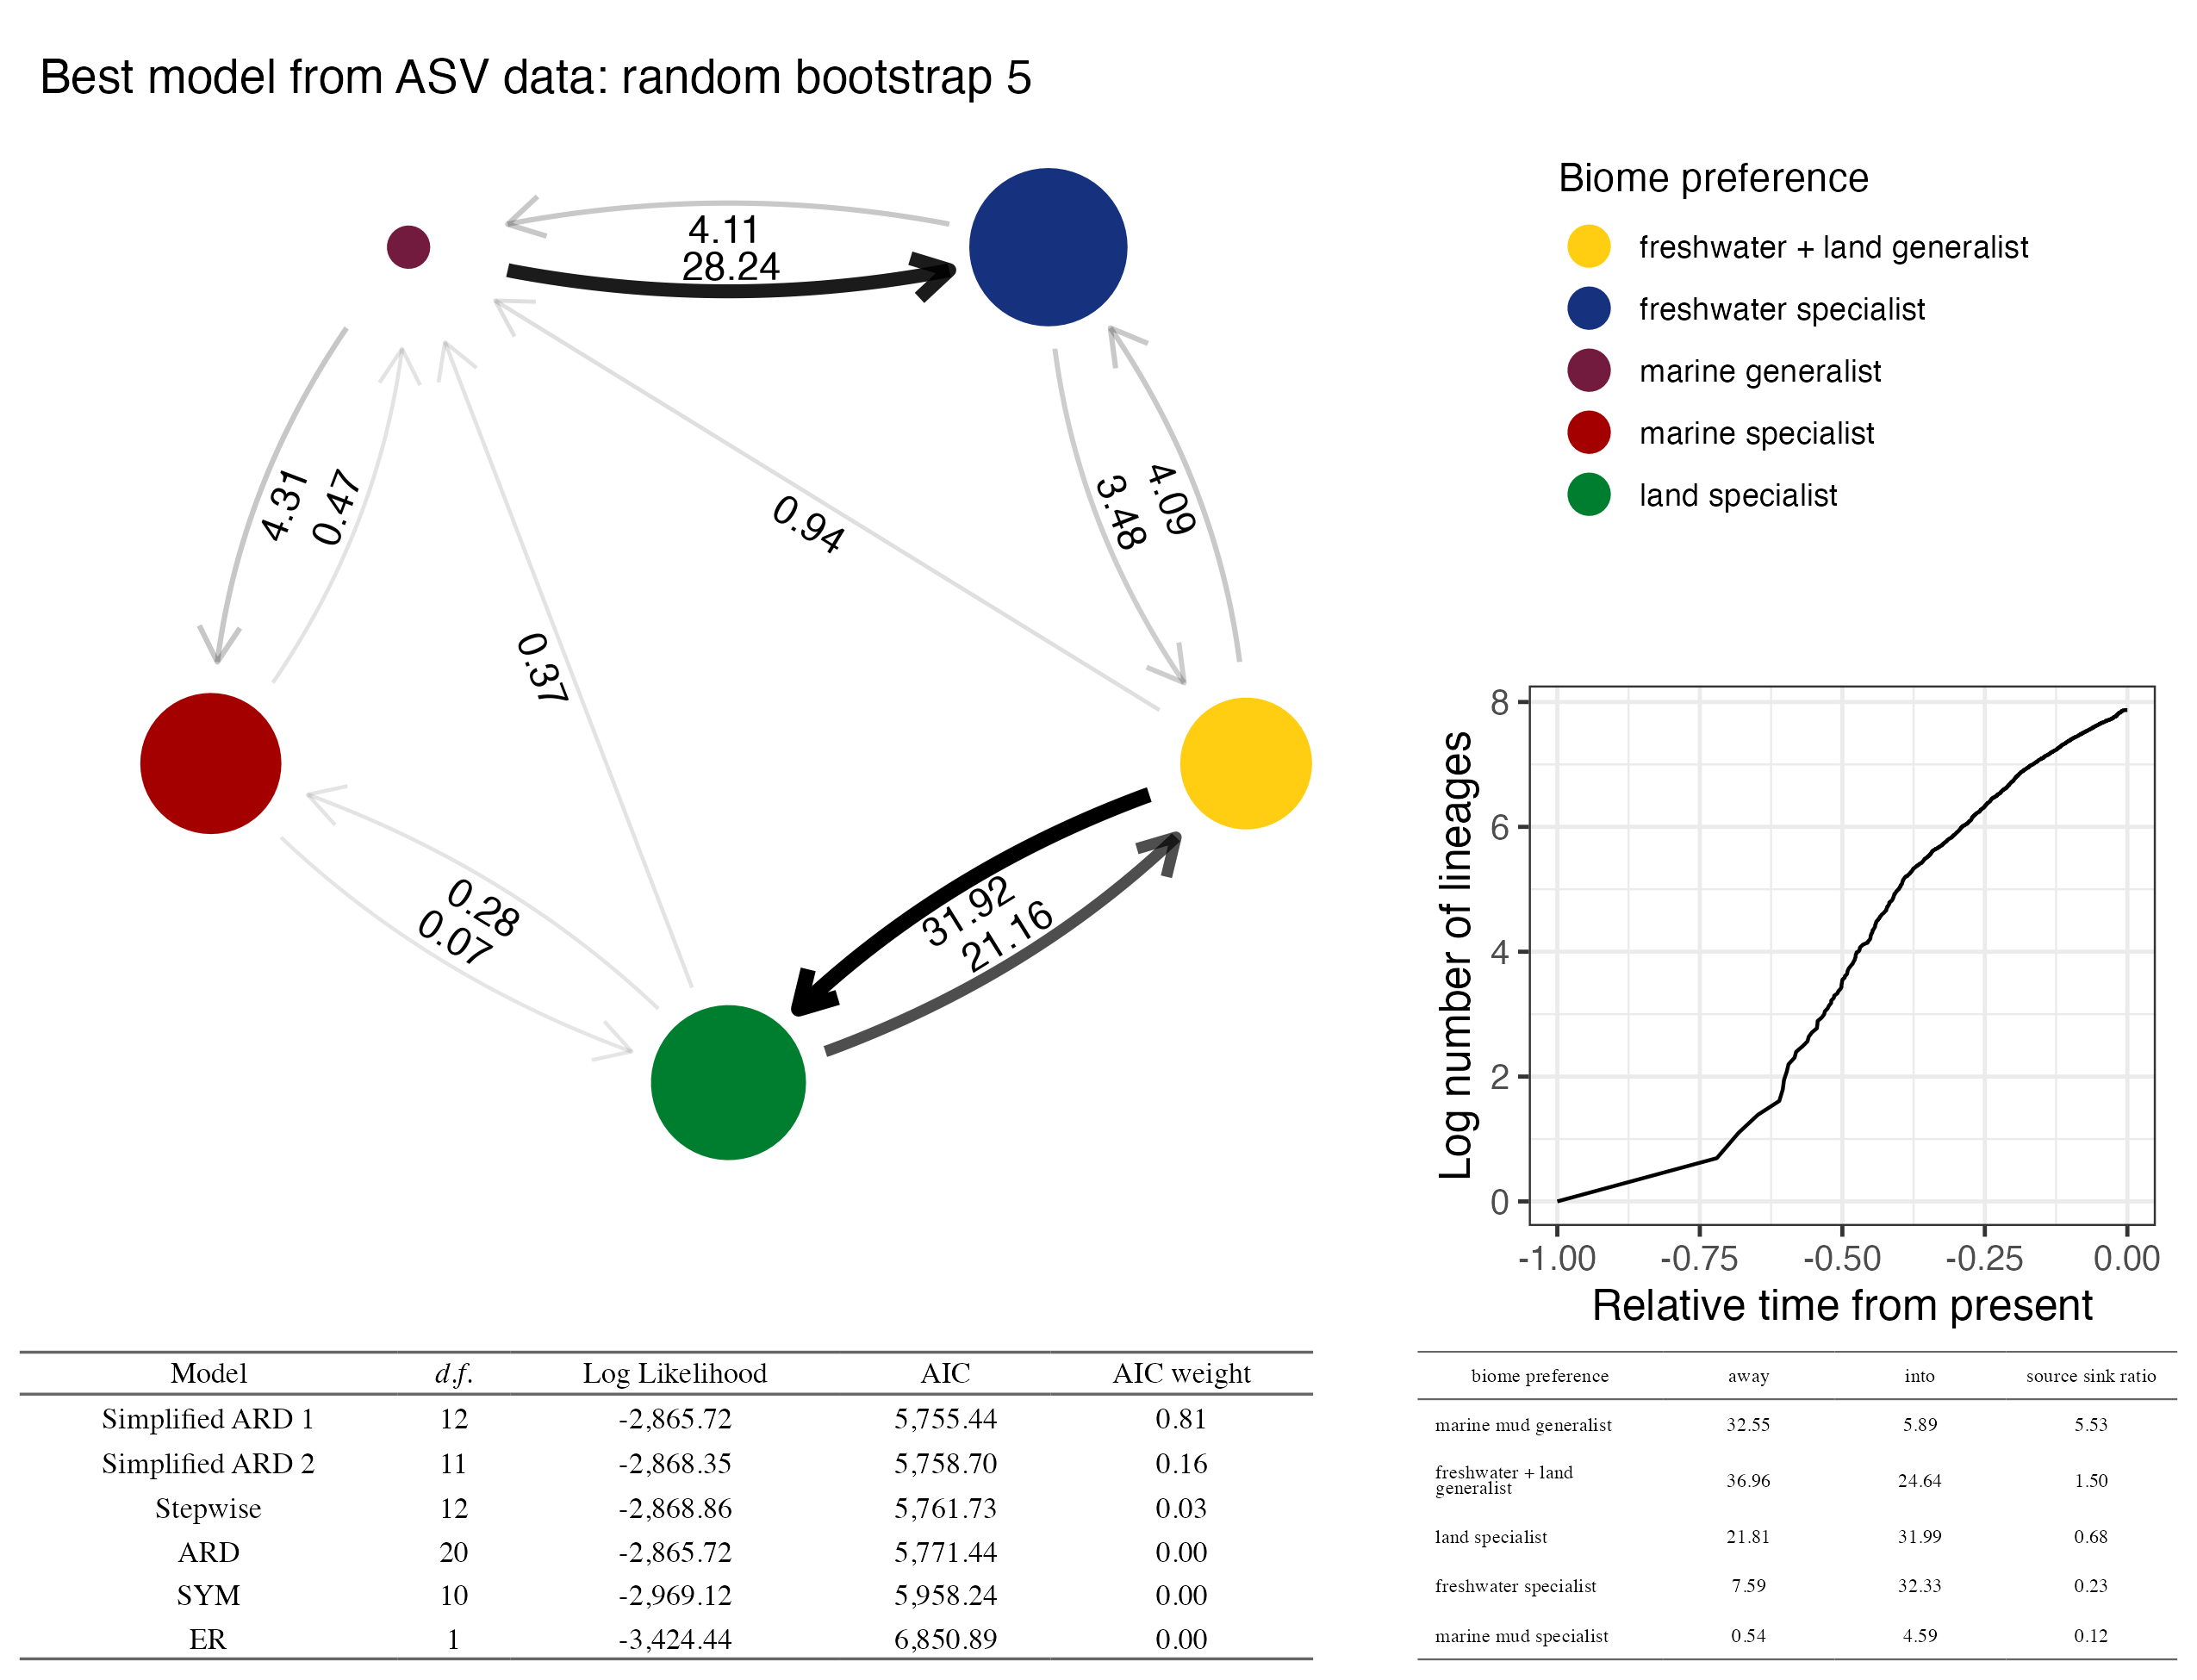 Best model from ASV data: random bootstrap 5
Biome preference
freshwater + land generalist
freshwater specialist
marine generalist
marine specialist
land specialist
4.11
28.24
4.31
0.47
0.94
3.48
4.09
0.37
0.28
0.07
31.92
21.16
Log number of lineages
8
6
4
2
0
-1.00 -0.75 -0.50 -0.25 0.00
Relative time from present
Model d.f. Log Likelihood AIC AIC weight
Simplified ARD 1 12 -2,865.72 5,755.44 0.81
Simplified ARD 2 11 -2,868.35 5,758.70 0.16
Stepwise 12 -2,868.86 5,761.73 0.03
ARD 20 -2,865.72 5,771.44 0.00
SYM 10 -2,969.12 5,958.24 0.00
ER 1 -3,424.44 6,850.89 0.00
biome preference away into source sink ratio
marine mud generalist 32.55 5.89 5.53
freshwater + land
generalist 36.96 24.64 1.50
land specialist 21.81 31.99 0.68
freshwater specialist 7.59 32.33 0.23
marine mud specialist 0.54 4.59 0.12